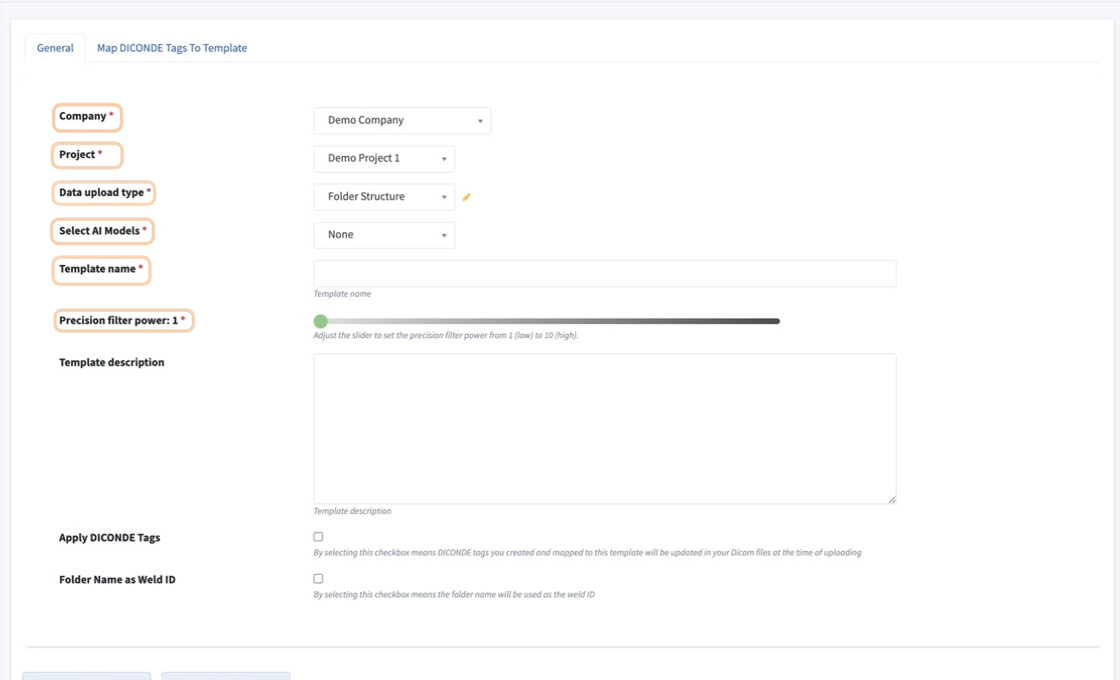 General Map DICONDE Tags To Template
Company * Demo Company
Project * Demo Project 1
Data upload type * Folder Structure
Select AI Models * None
Template name *
Template name
Precision filter power: 1 *
Adjust the slider to set the precision filter power from 1 (low) to 10 (high).
Template description
Template description
Apply DICONDE Tags
By selecting this checkbox means DICONDE tags you created and mapped to this template will be updated in your Dicom files at the time of uploading
Folder Name as Weld ID
By selecting this checkbox means the folder name will be used as the weld ID